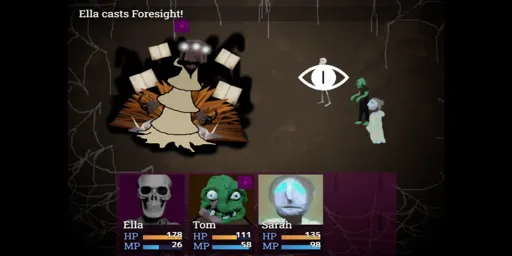 Ella casts Foresight!
Ella
HP 178
MP 26
Tom
HP 111
MP 58
Sarah
HP 135
MP 98